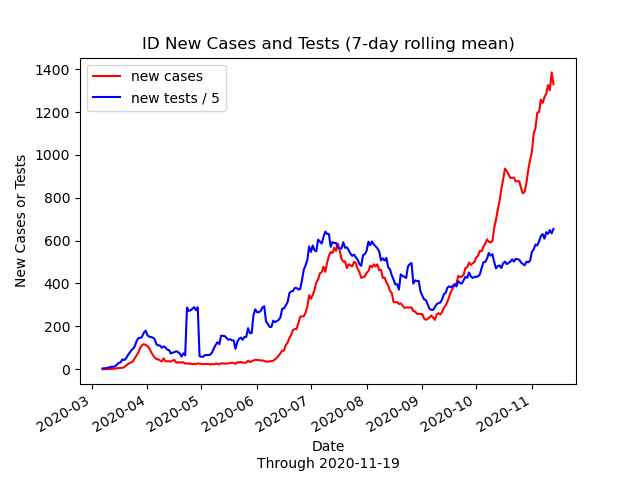 ID New Cases and Tests (7-day rolling mean)
new cases
new tests / 5
New Cases or Tests
1400
1200
1000
800
600
400
200
0
2020-03
2020-04
2020-05
2020-06
2020-07
2020-08
2020-09
2020-10
2020-11
Date
Through 2020-11-19